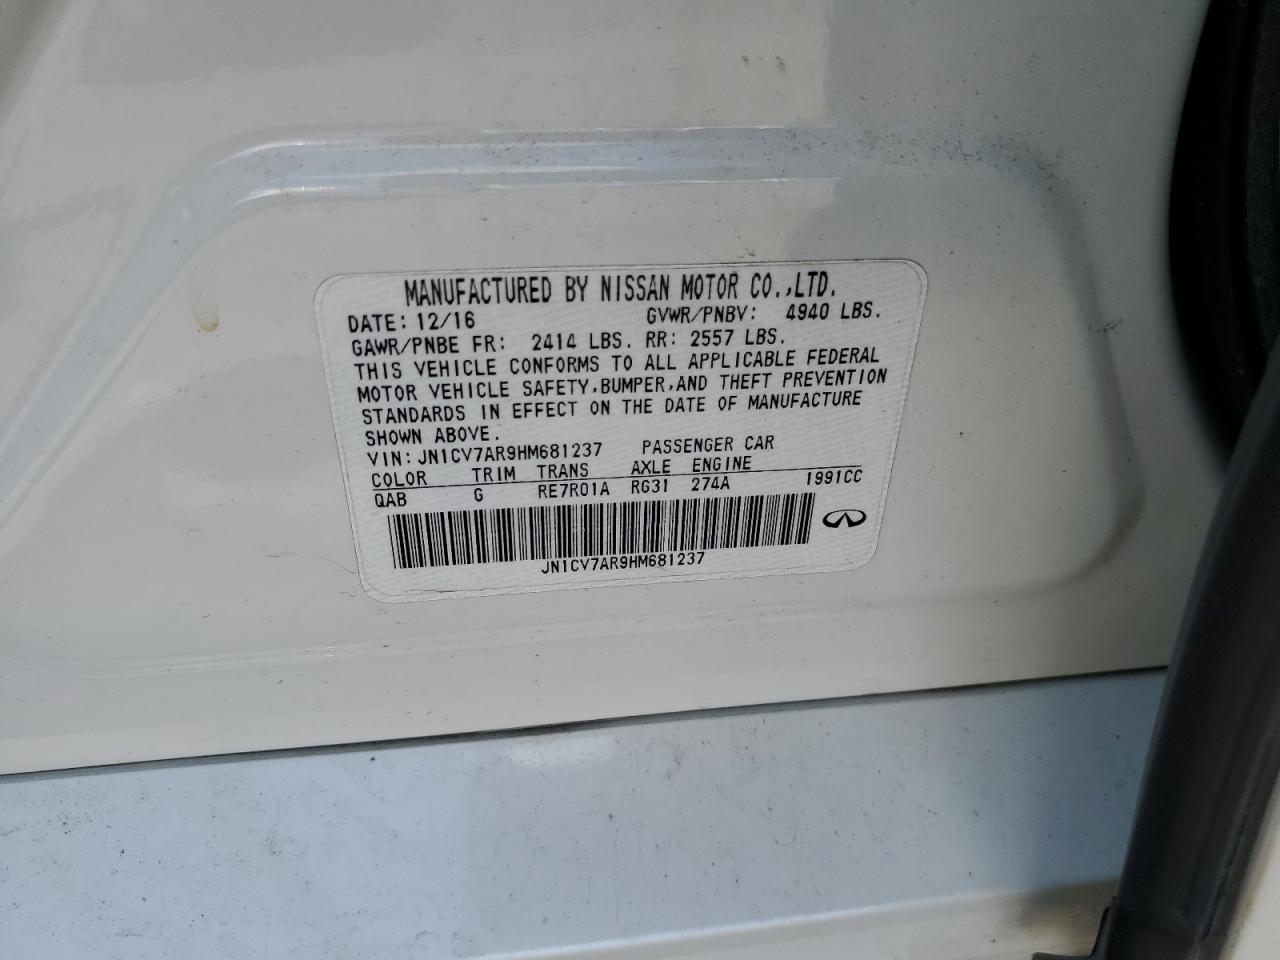 MANUFACTURED BY NISSAN MOTOR CO.,LTD.
DATE: 12/16 GVWR/PNBV: 4940 LBS.
GAWR/PNBE FR: 2414 LBS. RR: 2557 LBS.
THIS VEHICLE CONFORMS TO ALL APPLICABLE FEDERAL
MOTOR VEHICLE SAFETY,BUMPER,AND THEFT PREVENTION
STANDARDS IN EFFECT ON THE DATE OF MANUFACTURE
SHOWN ABOVE.
VIN: JN1CV7AR9HM681237 PASSENGER CAR
COLOR TRIM TRANS AXLE ENGINE
QAB G RE7R01A RG31 274A 1991CC
JN1CV7AR9HM681237